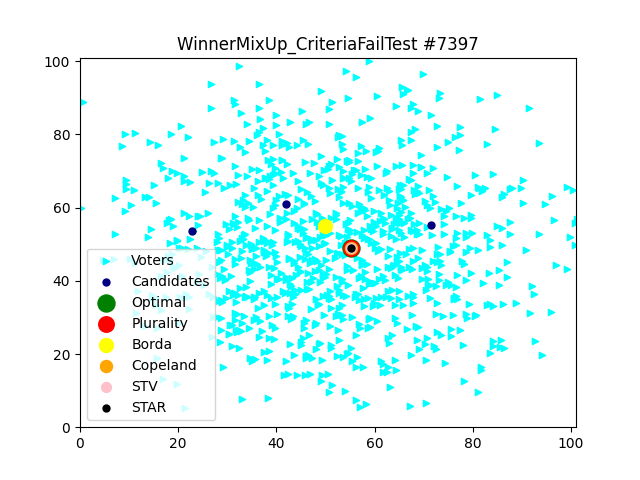 WinnerMixUp_CriteriaFailTest #7397
100
80
60
40
20
0
Voters
Candidates
Optimal
Plurality
Borda
Copeland
STV
STAR
0 20 40 60 80 100